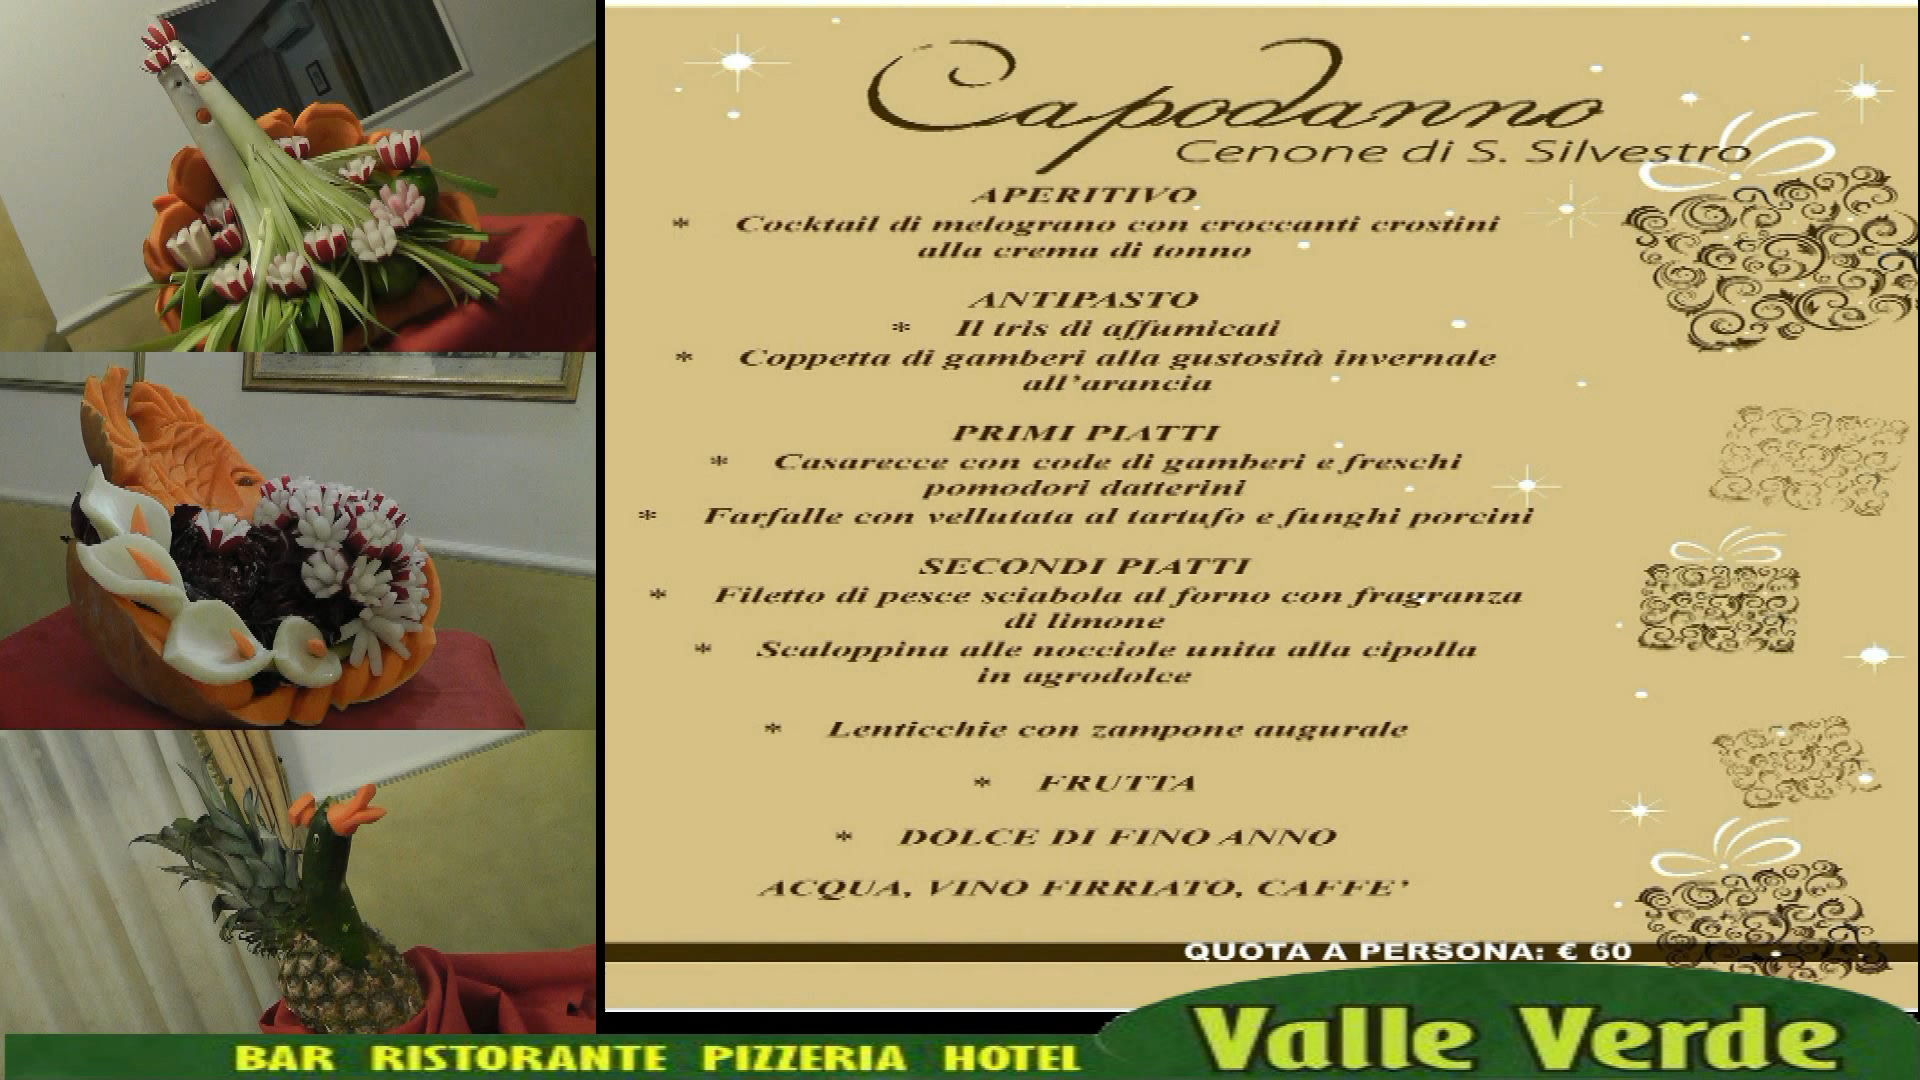 Capodanno
Cenone di S. Silvestro
APERITIVO
* Cocktail di melograno con croccanti crostini
alla crema di tonno
ANTIPASTO
* Il tris di affumicati
* Coppetta di gamberi alla gustosità invernale
all'arancia
PRIMI PIATTI
* Casarecce con code di gamberi e freschi
pomodori datterini
* Farfalle con vellutata al tartufo e funghi porcini
SECONDI PIATTI
* Filetto di pesce sciabola al forno con fragranza
di limone
* Scaloppina alle nocciole unita alla cipolla
in agrodolce
* Lenticchie con zampone augurale
* FRUTTA
* DOLCE DI FINO ANNO
ACQUA, VINO FIRRIATO, CAFFE'
QUOTA A PERSONA: € 60
BAR RISTORANTE PIZZERIA HOTEL
Valle Verde